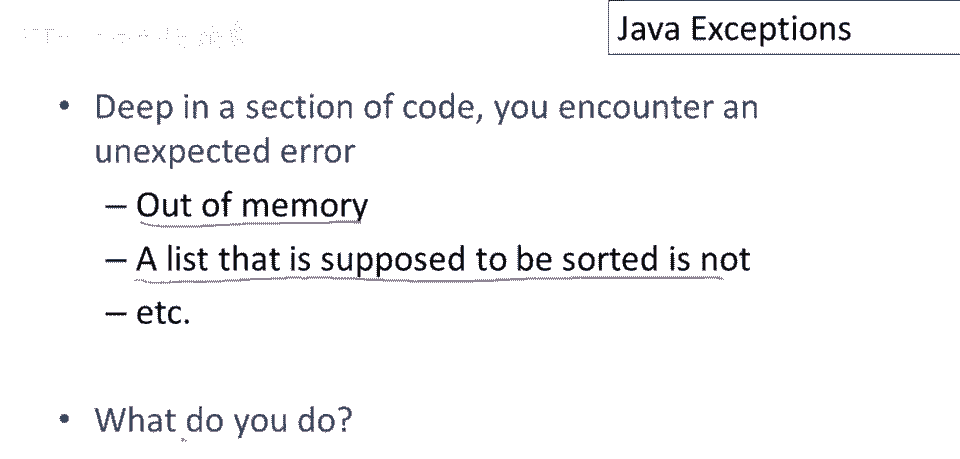 Java Exceptions
• Deep in a section of code, you encounter an
unexpected error
– Out of memory
– A list that is supposed to be sorted is not
– etc.
• What do you do?